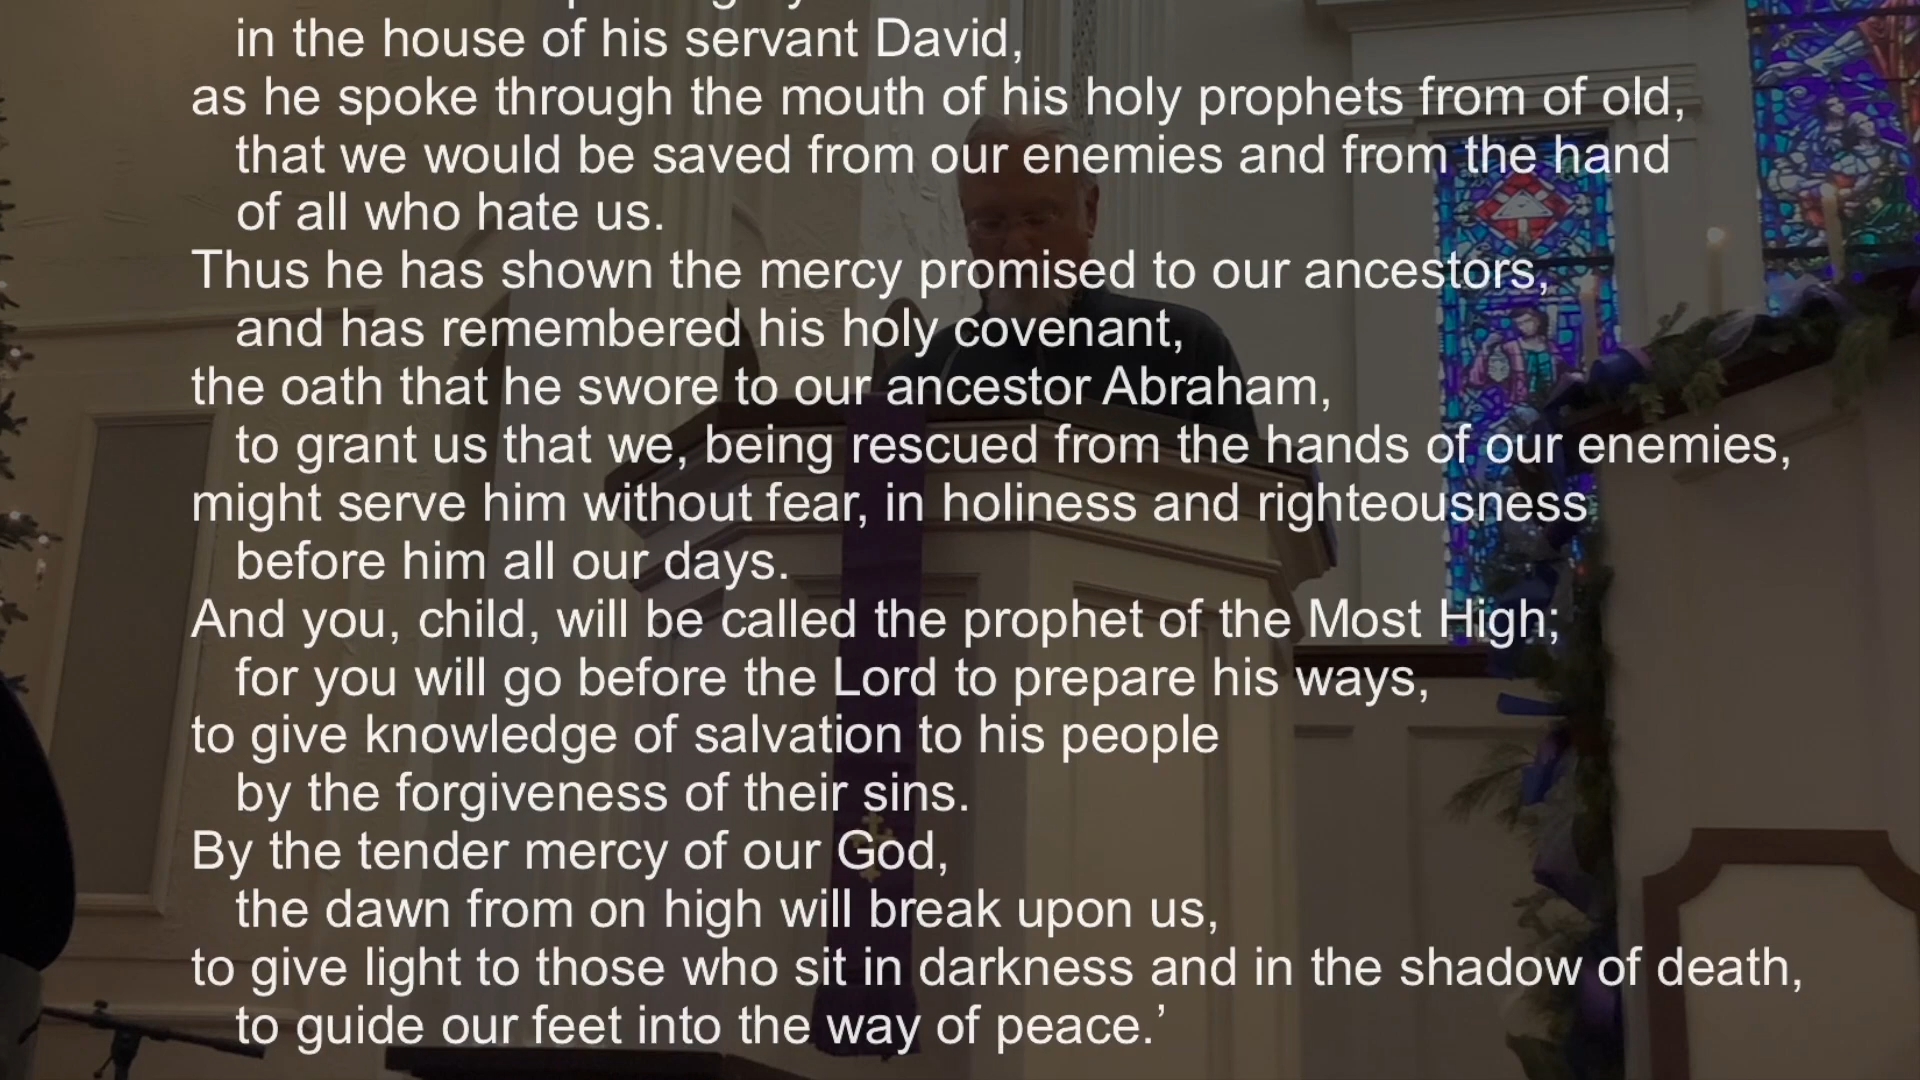 in the house of his servant David,
as he spoke through the mouth of his holy prophets from of old,
that we would be saved from our enemies and from the hand
of all who hate us.
Thus he has shown the mercy promised to our ancestors,
and has remembered his holy covenant,
the oath that he swore to our ancestor Abraham,
to grant us that we, being rescued from the hands of our enemies,
might serve him without fear, in holiness and righteousness
before him all our days.
And you, child, will be called the prophet of the Most High;
for you will go before the Lord to prepare his ways,
to give knowledge of salvation to his people
by the forgiveness of their sins.
By the tender mercy of our God,
the dawn from on high will break upon us,
to give light to those who sit in darkness and in the shadow of death,
to guide our feet into the way of peace.’